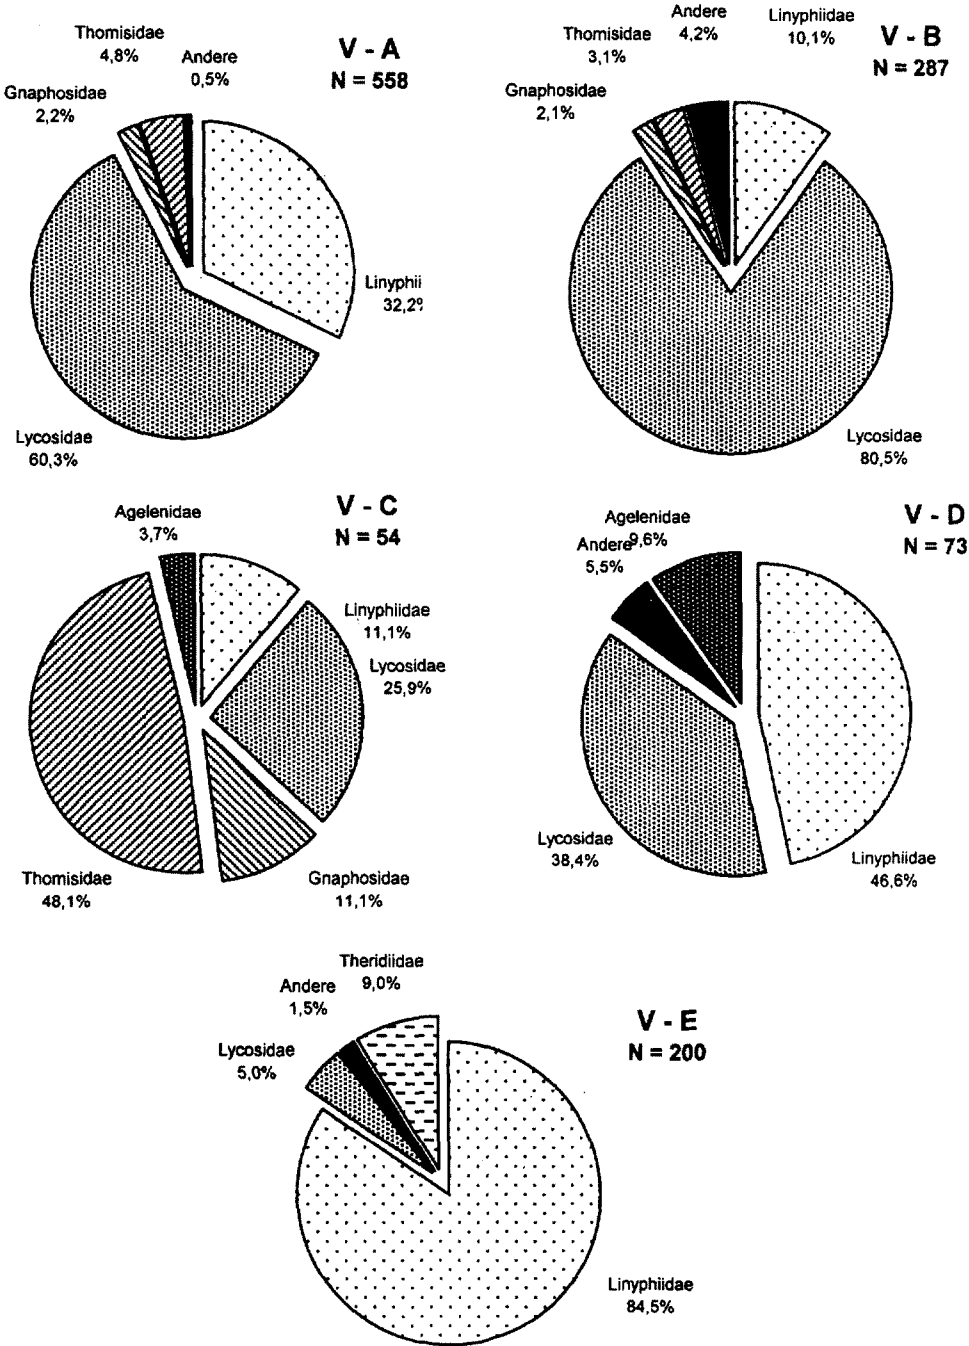 V - A
N = 558
Thomisidae
4,8%
Andere
0,5%
Gnaphosidae
2,2%
Linyphii
32,2%
Lycosidae
60,3%
V - B
N = 287
Andere
4,2%
Linyphiidae
10,1%
Thomisidae
3,1%
Gnaphosidae
2,1%
Lycosidae
80,5%
V - C
N = 54
Agelenidae
3,7%
Linyphiidae
11,1%
Lycosidae
25,9%
Thomisidae
48,1%
Gnaphosidae
11,1%
V - D
N = 73
Agelenidae
9,6%
Andere
5,5%
Lycosidae
38,4%
Linyphiidae
46,6%
V - E
N = 200
Theridiidae
9,0%
Andere
1,5%
Lycosidae
5,0%
Linyphiidae
84,5%